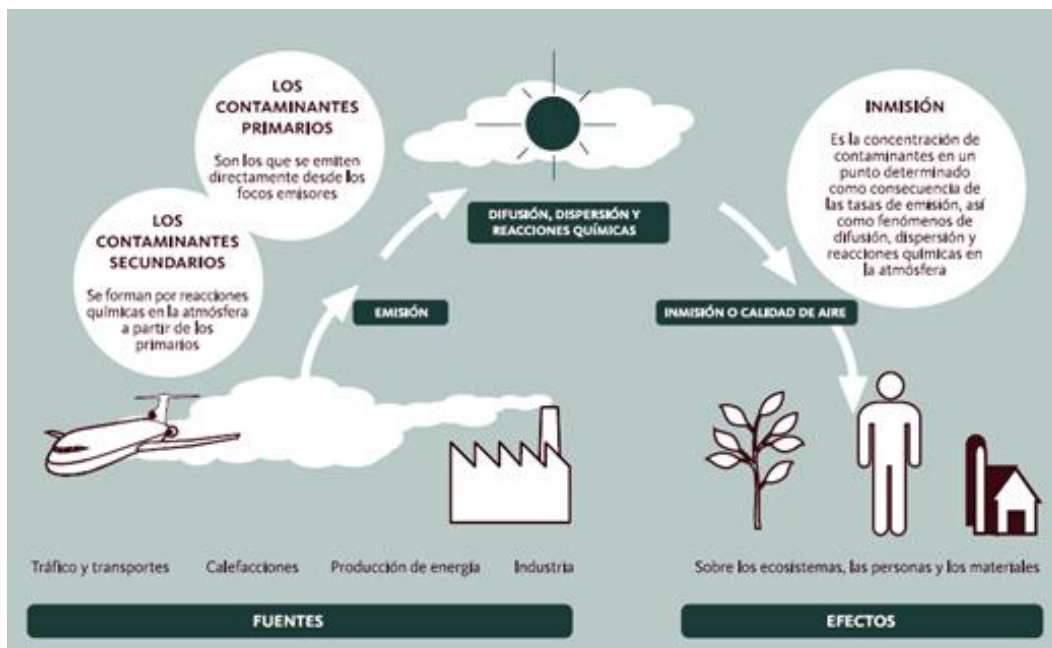 LOS
CONTAMINANTES
PRIMARIOS
Son los que se emiten
directamente desde los
focos emisores
LOS
CONTAMINANTES
SECUNDARIOS
Se forman por reacciones
químicas en la atmósfera
a partir de los
primarios
DIFUSIÓN, DISPERSIÓN Y
REACCIONES QUÍMICAS
EMISIÓN
INMISIÓN
Es la concentración de
contaminantes en un
punto determinado
como consecuencia de
las tasas de emisión, así
como fenómenos de
difusión, dispersión y
reacciones químicas en
la atmósfera
INMISIÓN O CALIDAD DE AIRE
Tráfico y transportes
Calefacciones
Producción de energía
Industria
Sobre los ecosistemas, las personas y los materiales
FUENTES
EFECTOS